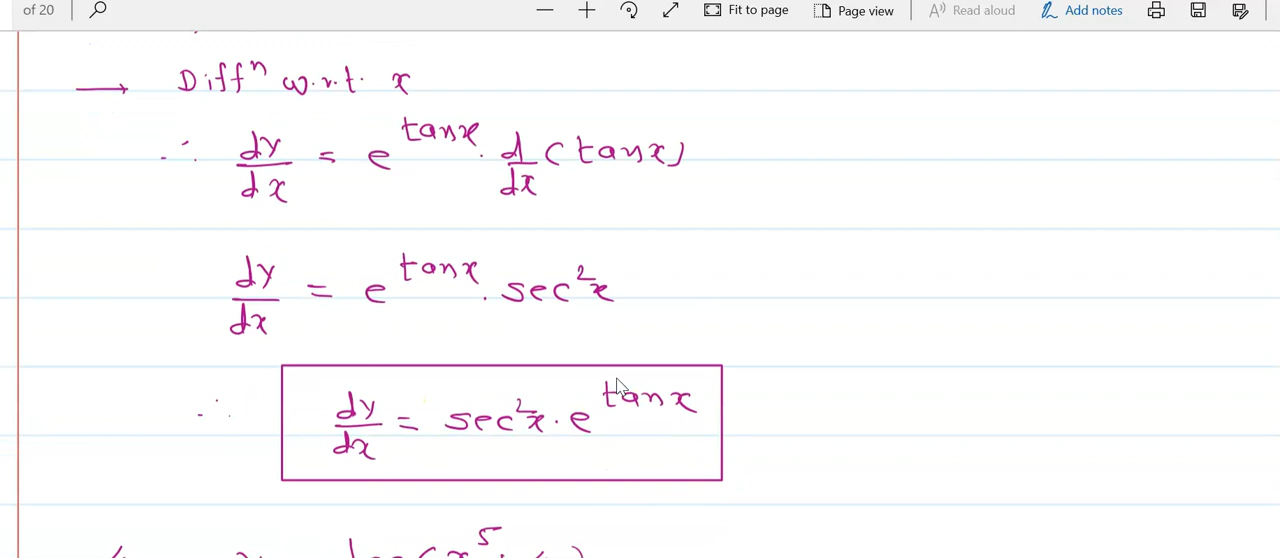 of 20 Fit to page Page view Read aloud Add notes
→ Diffⁿ w.r.t. x
∴ dy/dx = e^tanx . d/dx (tanx)
dy/dx = e^tanx . sec²x
∴ dy/dx = sec²x . e^tanx